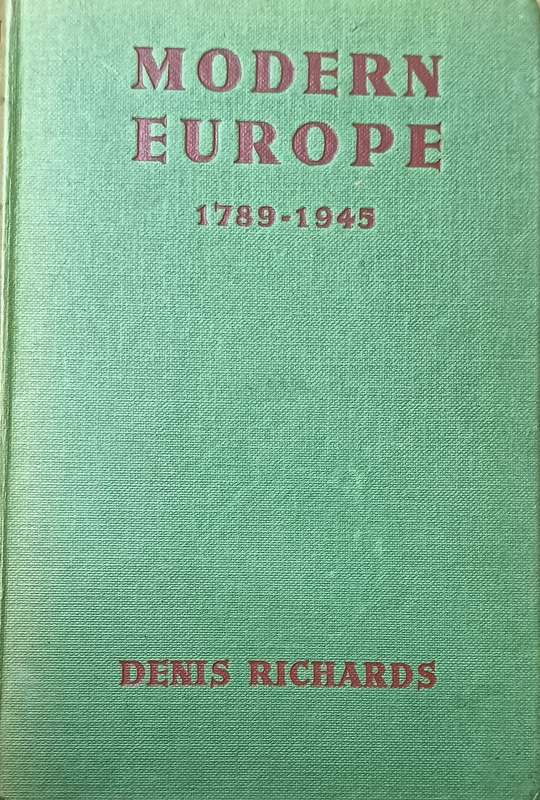 MODERN
EUROPE
1789-1945
DENIS RICHARDS